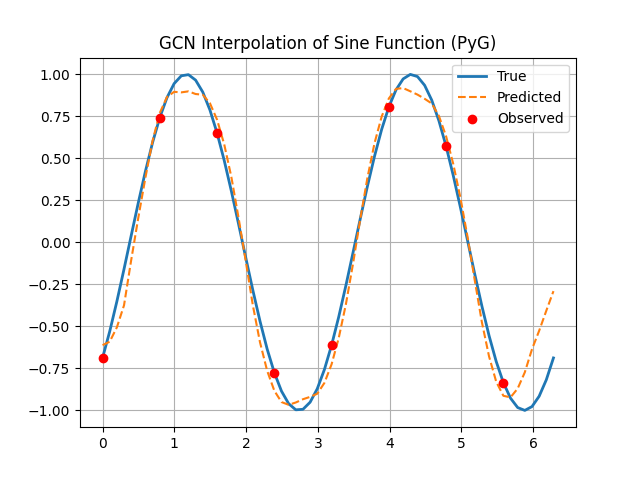 GCN Interpolation of Sine Function (PyG)
1.00
0.75
0.50
0.25
0.00
−0.25
−0.50
−0.75
−1.00
0 1 2 3 4 5 6
True
Predicted
Observed